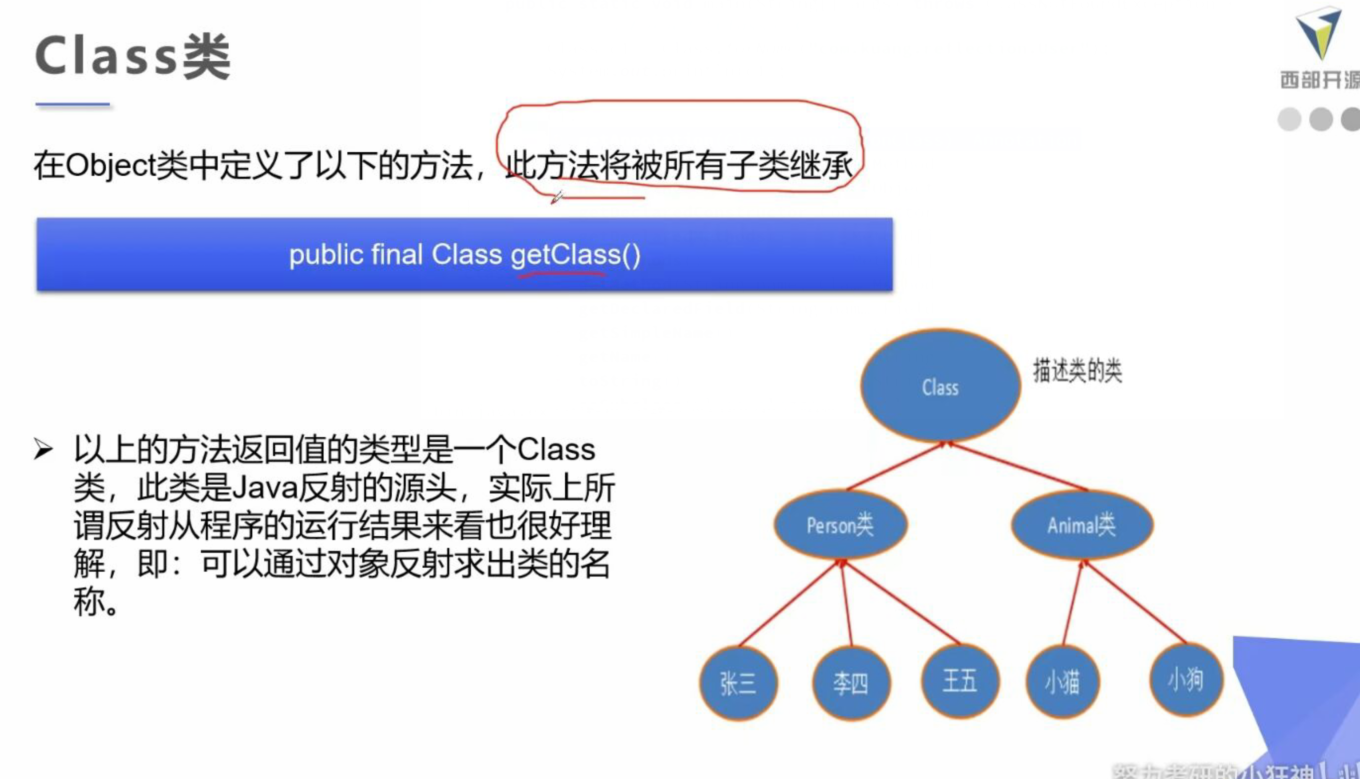 Class类
西部开源
在Object类中定义了以下的方法，此方法将被所有子类继承
public final Class getClass()
Class
描述类的类
以上的方法返回值的类型是一个Class
类，此类是Java反射的源头，实际上所
谓反射从程序的运行结果来看也很好理
解，即：可以通过对象反射求出类的名
称。
Person类
Animal类
张三
李四
王五
小猫
小狗